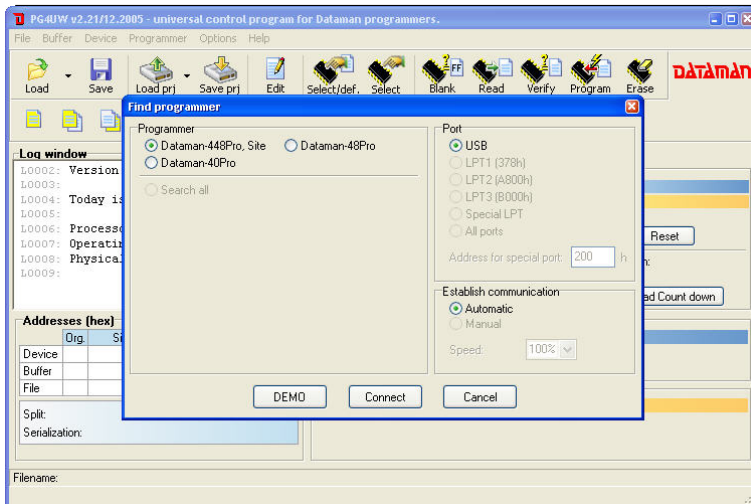 PG4UW v2.21/12.2005 - universal control program for Dataman programmers.
File Buffer Device Programmer Options Help
Load Save Load prj Save prj Edit Select/def. Select Blank Read Verify Program Erase
DATAMAN
Find programmer
Programmer
Dataman-448Pro, Site Dataman-48Pro
Dataman-40Pro
Search all
Port
USB
LPT1 (378h)
LPT2 (A800h)
LPT3 (B000h)
Special LPT
All ports
Address for special port: 200 h
Establish communication
Automatic
Manual
Speed: 100%
DEMO Connect Cancel
Log window
L0002: Version
L0003:
L0004: Today is
L0005:
L0006: Processo
L0007: Operatin
L0008: Physical
L0009:
Reset
n:
ad Count down
Addresses (hex)
Org. Si
Device
Buffer
File
Split:
Serialization:
Filename: